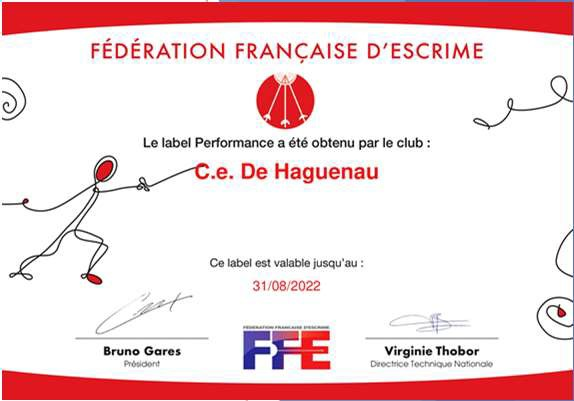 FÉDÉRATION FRANÇAISE D'ESCRIME
Le label Performance a été obtenu par le club :
C.e. De Haguenau
Ce label est valable jusqu'au :
31/08/2022
Bruno Gares
Président
FÉDÉRATION FRANÇAISE D'ESCRIME
FFE
Virginie Thobor
Directrice Technique Nationale